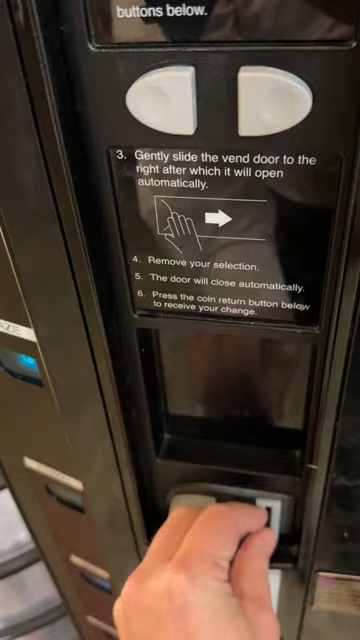 buttons below.
3. Gently slide the vend door to the
right after which it will open
automatically.
4. Remove your selection.
5. The door will close automatically.
6. Press the coin return button below
to receive your change.